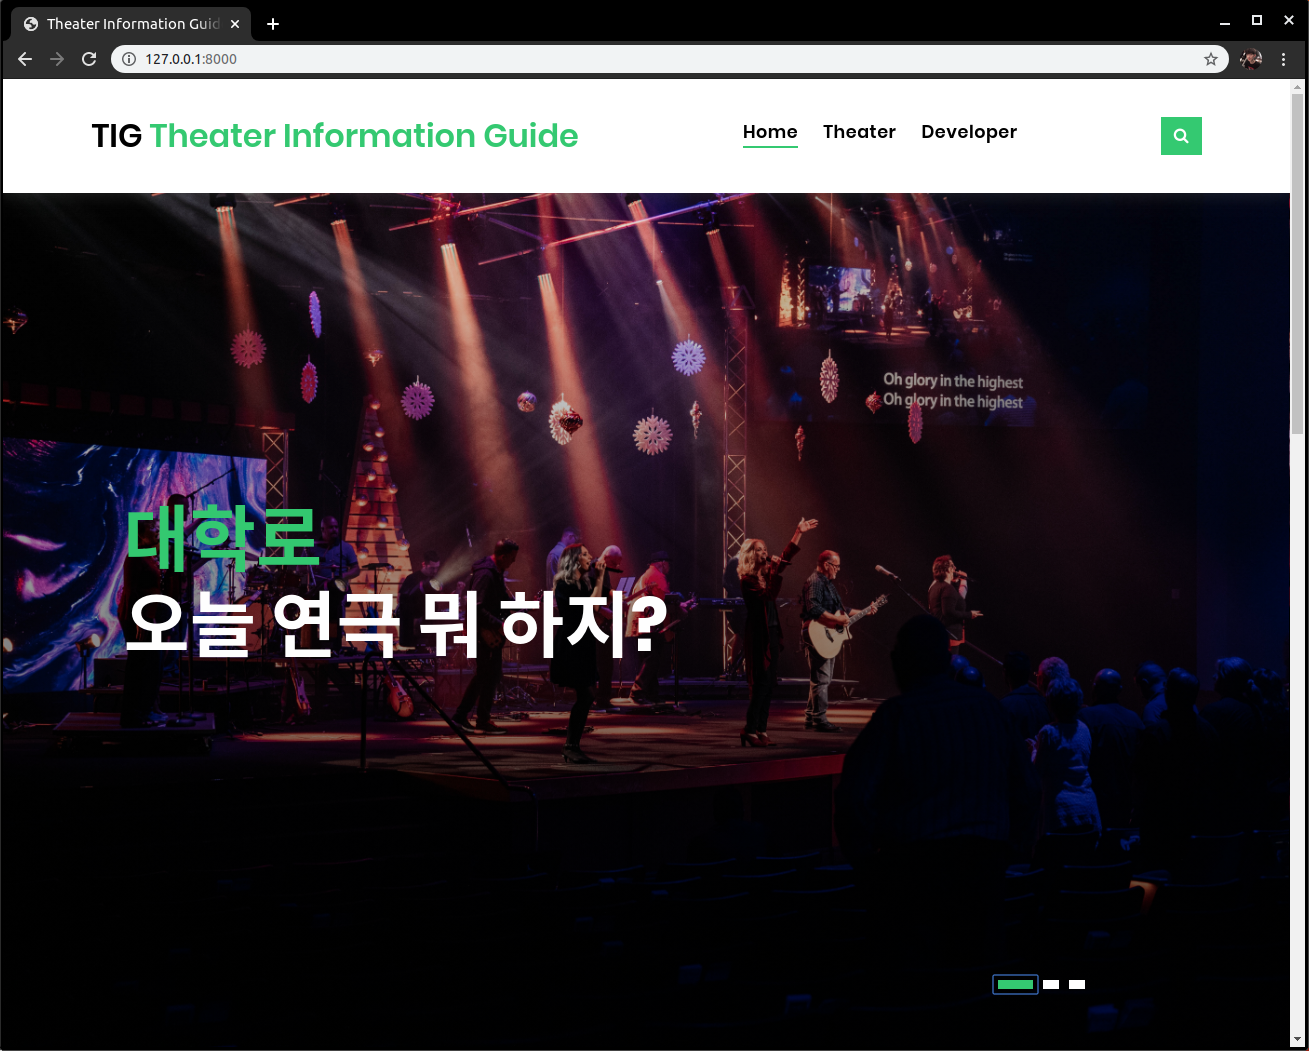 Theater Information Guid
127.0.0.1:8000
TIG Theater Information Guide
Home Theater Developer
Oh glory in the highest
Oh glory in the highest
대학로
오늘 연극 뭐 하지?